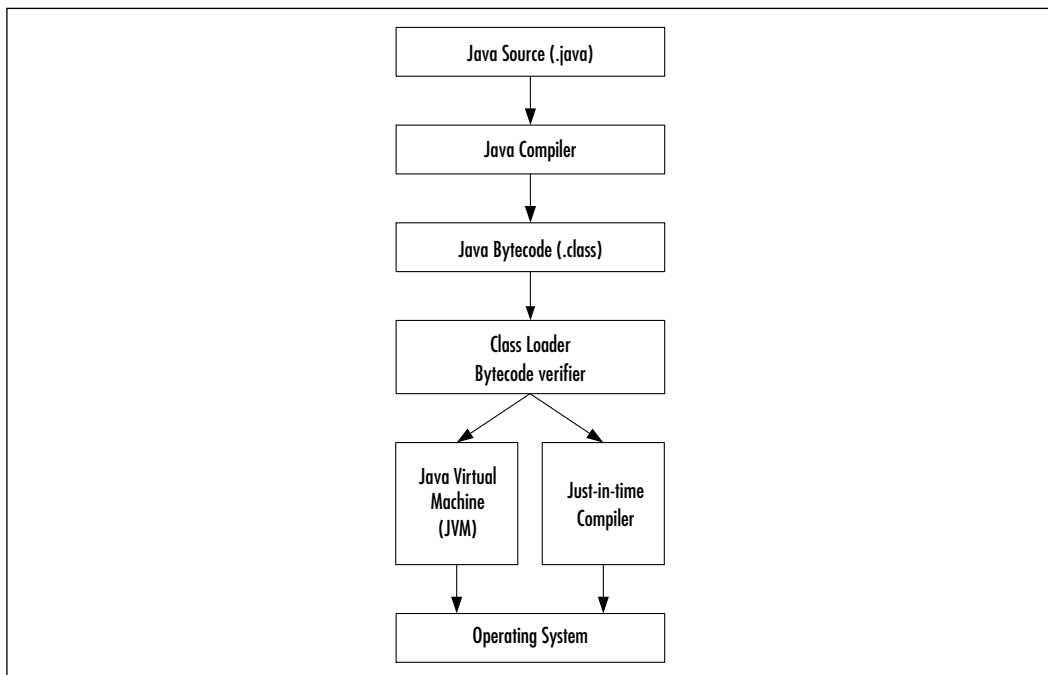 Java Source (.java)
Java Compiler
Java Bytecode (.class)
Class Loader
Bytecode verifier
Java Virtual
Machine
(JVM)
Just-in-time
Compiler
Operating System